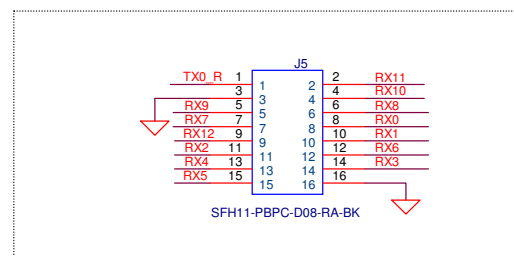 J5
TX0_R 1 1 2 2 RX11
3 3 4 4 RX10
RX9 5 5 6 6 RX8
RX7 7 7 8 8 RX0
RX12 9 9 10 10 RX1
RX2 11 11 12 12 RX6
RX4 13 13 14 14 RX3
RX5 15 15 16 16
SFH11-PBPC-D08-RA-BK